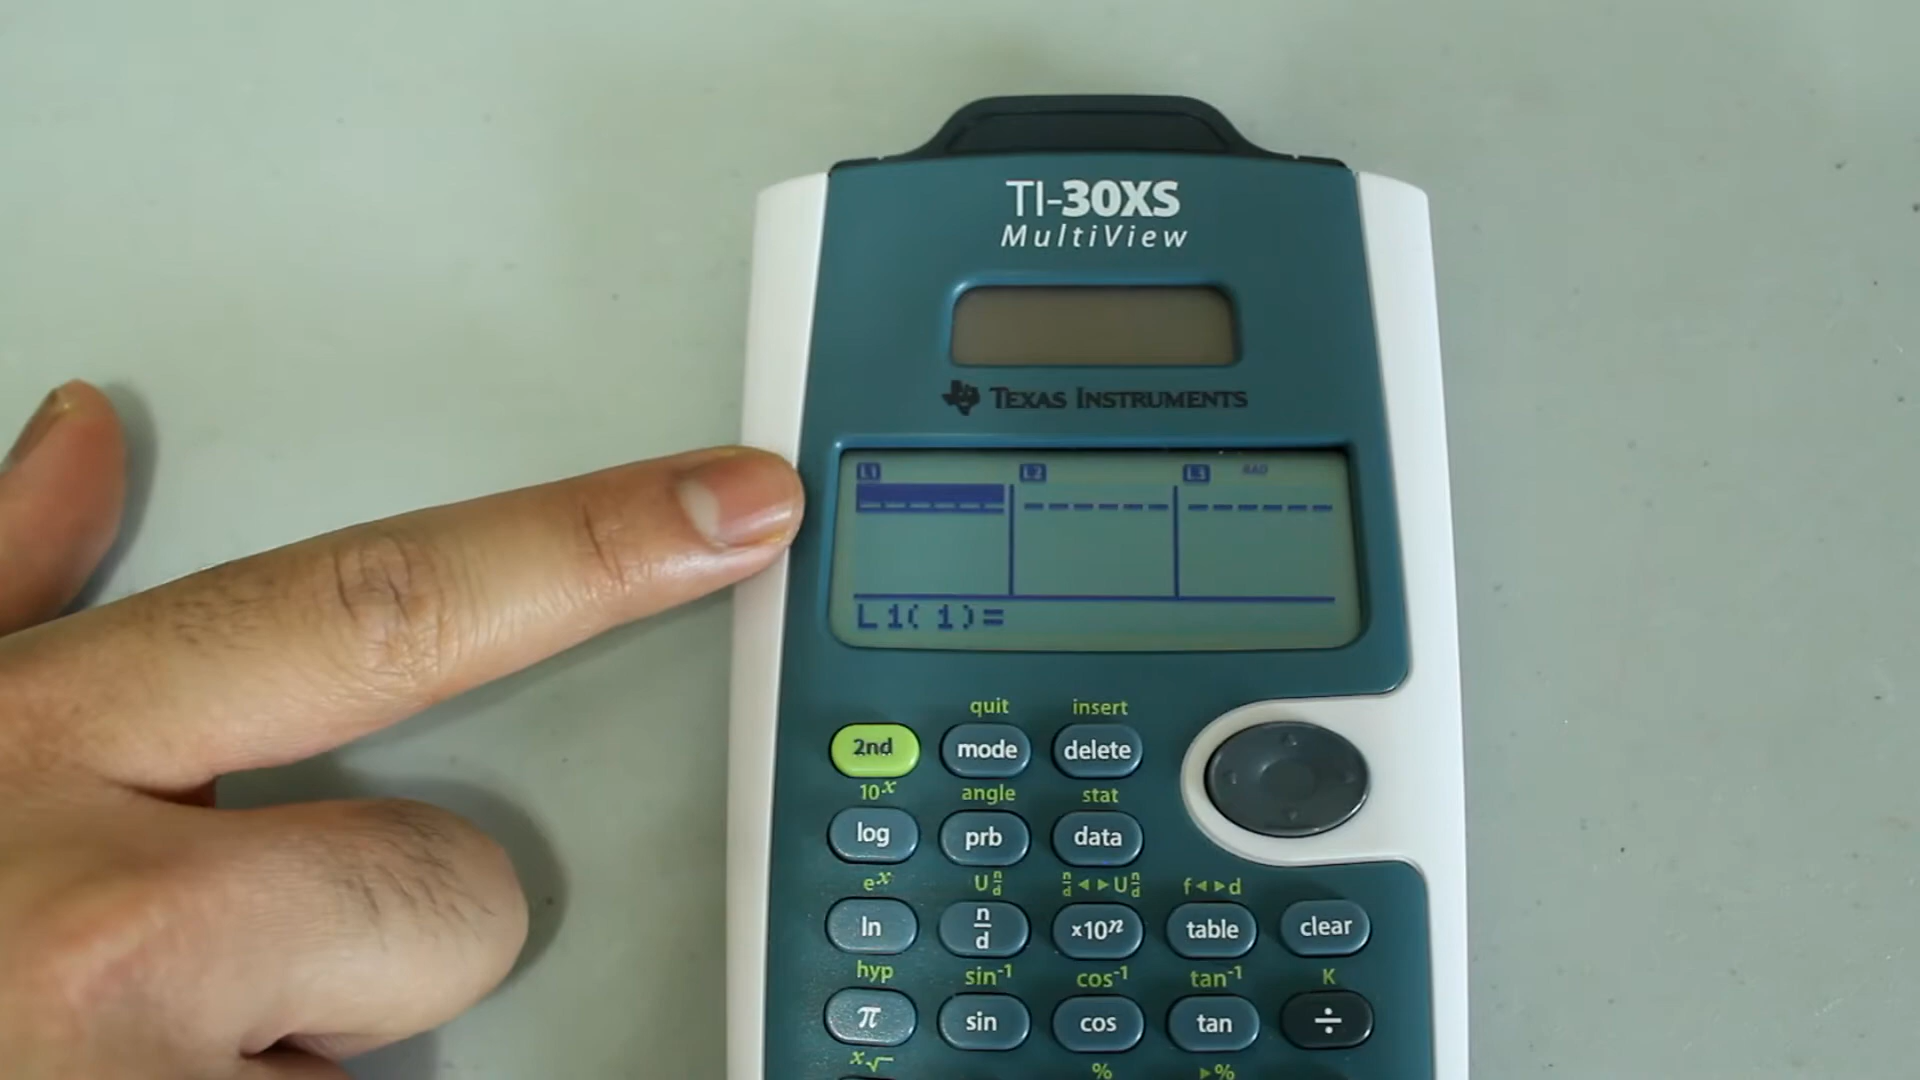 TI-30XS
MultiView
TEXAS INSTRUMENTS
L1 L2 L3 RAD
L1(1)=
quit insert
2nd mode delete
10ˣ angle stat
log prb data
eˣ U n/d n/d◄►U n/d f◄►d
ln n/d x10ⁿ table clear
hyp sin⁻¹ cos⁻¹ tan⁻¹ K
π sin cos tan ÷
ˣ√ % ►%